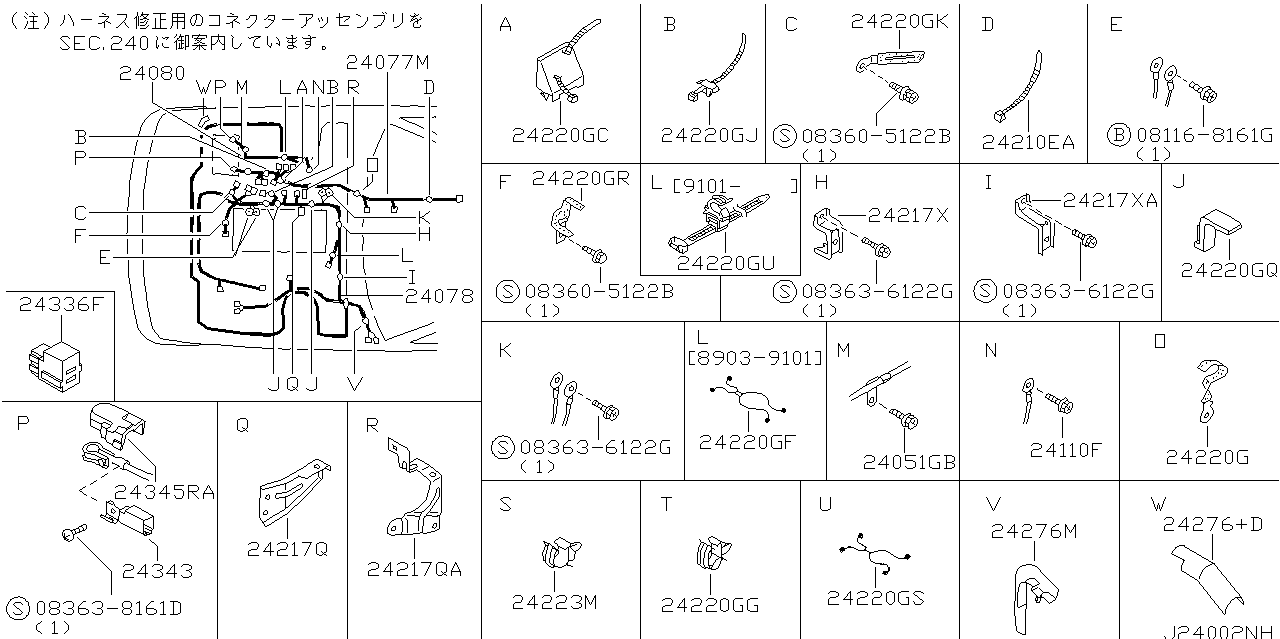 (注) ハーネス修正用のコネクターアッセンブリを
SEC.240に御案内しています。
24080
24077M
W P M L A N B R D
B
P
C
F
E
K
H
L
I
24078
J Q J V
24336F
A
24220GC
B
24220GJ
C
24220GK
S 08360-5122B
(1)
D
24210EA
E
B 08116-8161G
(1)
F
24220GR
S 08360-5122B
(1)
L [9101- ]
24220GU
H
24217X
S 08363-6122G
(1)
I
24217XA
S 08363-6122G
(1)
J
24220GQ
K
S 08363-6122G
(1)
L
[8903-9101]
24220GF
M
24051GB
N
24110F
O
24220G
P
24345RA
24343
S 08363-8161D
(1)
Q
24217Q
R
24217QA
S
24223M
T
24220GG
U
24220GS
V
24276M
W
24276+D
J24002NH